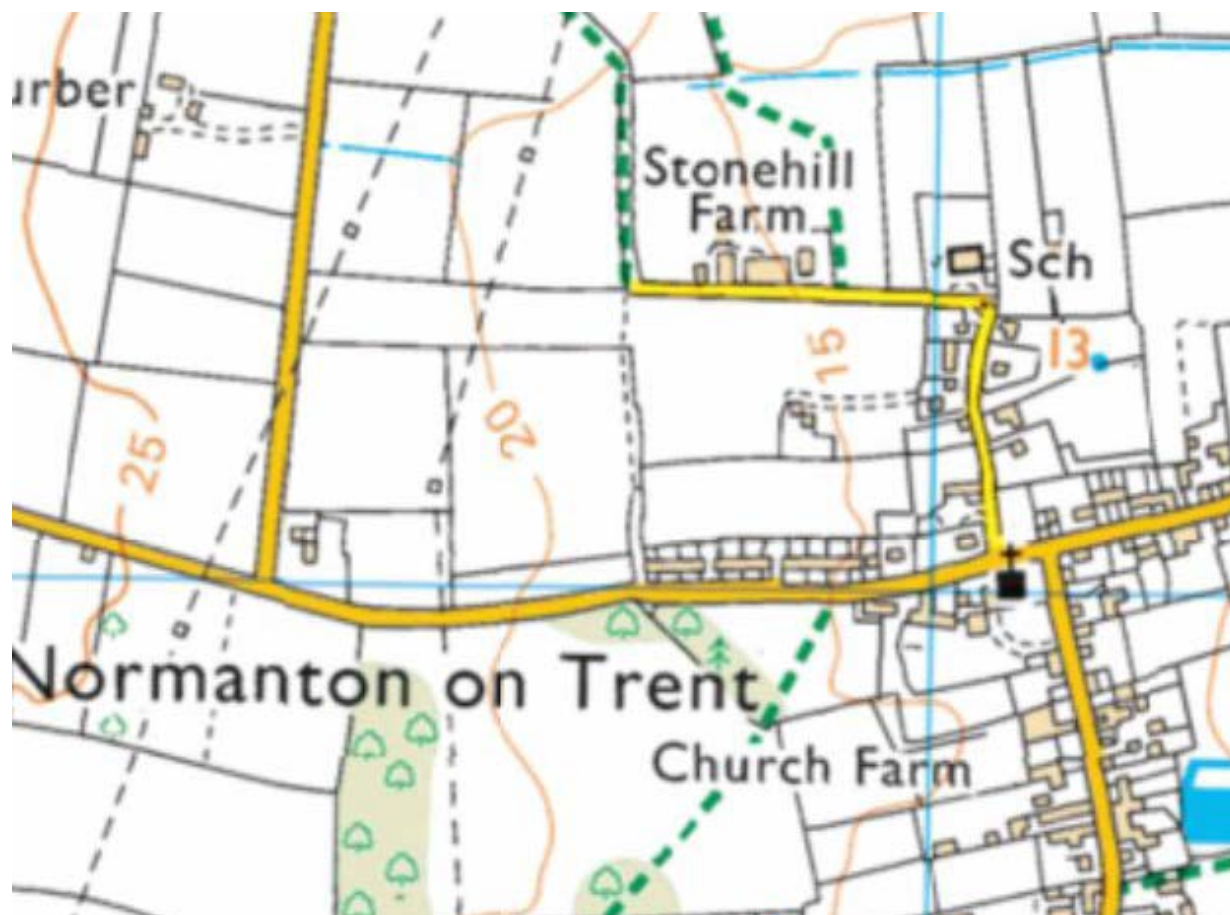 urber
Stonehill
Farm
Sch
15
13
20
25
Normanton on Trent
Church Farm